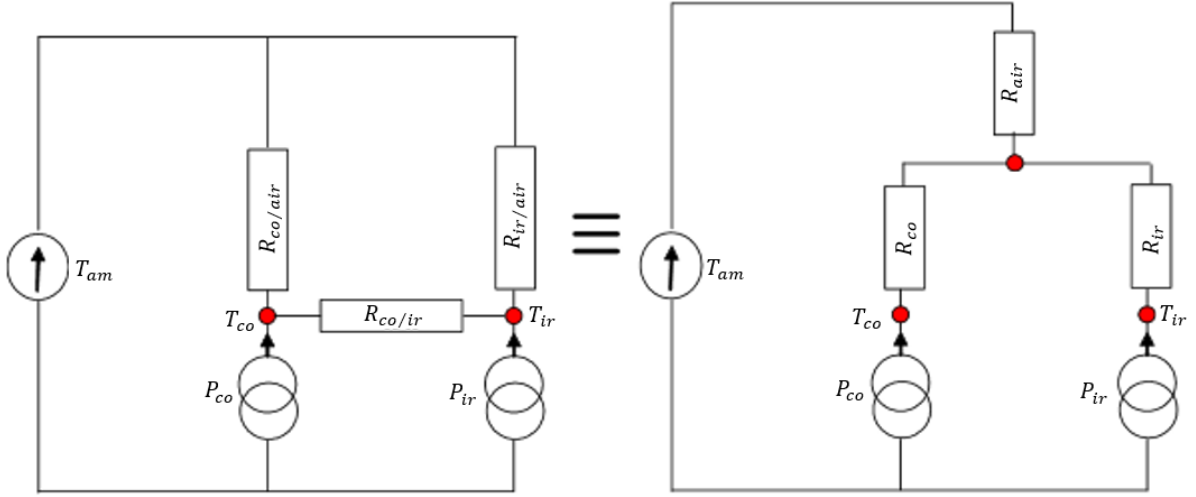 R_{air}
R_{co/air}
R_{ir/air}
R_{co}
R_{ir}
T_{am}
T_{am}
T_{co}
R_{co/ir}
T_{ir}
T_{co}
T_{ir}
P_{co}
P_{ir}
P_{co}
P_{ir}